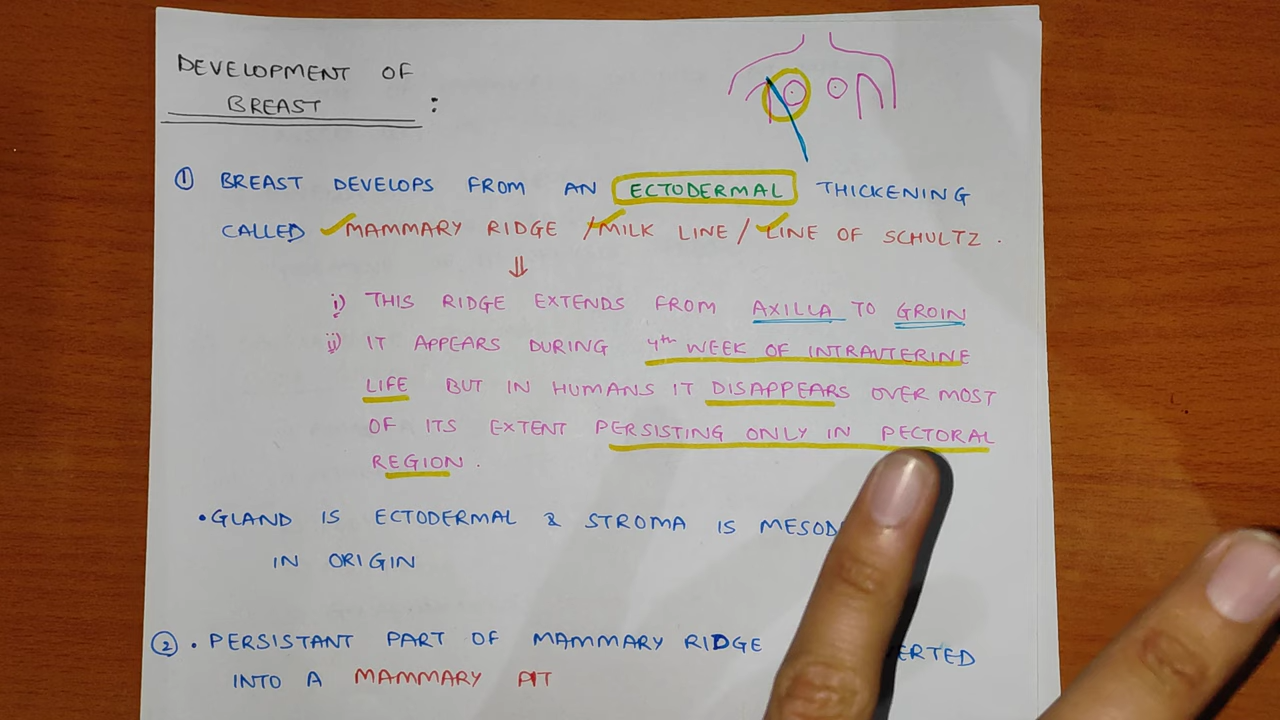 DEVELOPMENT OF
BREAST :
① BREAST DEVELOPS FROM AN ECTODERMAL THICKENING
CALLED MAMMARY RIDGE / MILK LINE / LINE OF SCHULTZ .
⇓
i) THIS RIDGE EXTENDS FROM AXILLA TO GROIN
ii) IT APPEARS DURING 4th WEEK OF INTRAUTERINE
LIFE BUT IN HUMANS IT DISAPPEARS OVER MOST
OF ITS EXTENT PERSISTING ONLY IN PECTORAL
REGION .
• GLAND IS ECTODERMAL & STROMA IS
IN ORIGIN
② • PERSISTANT PART OF MAMMARY RIDGE
INTO A MAMMARY PIT